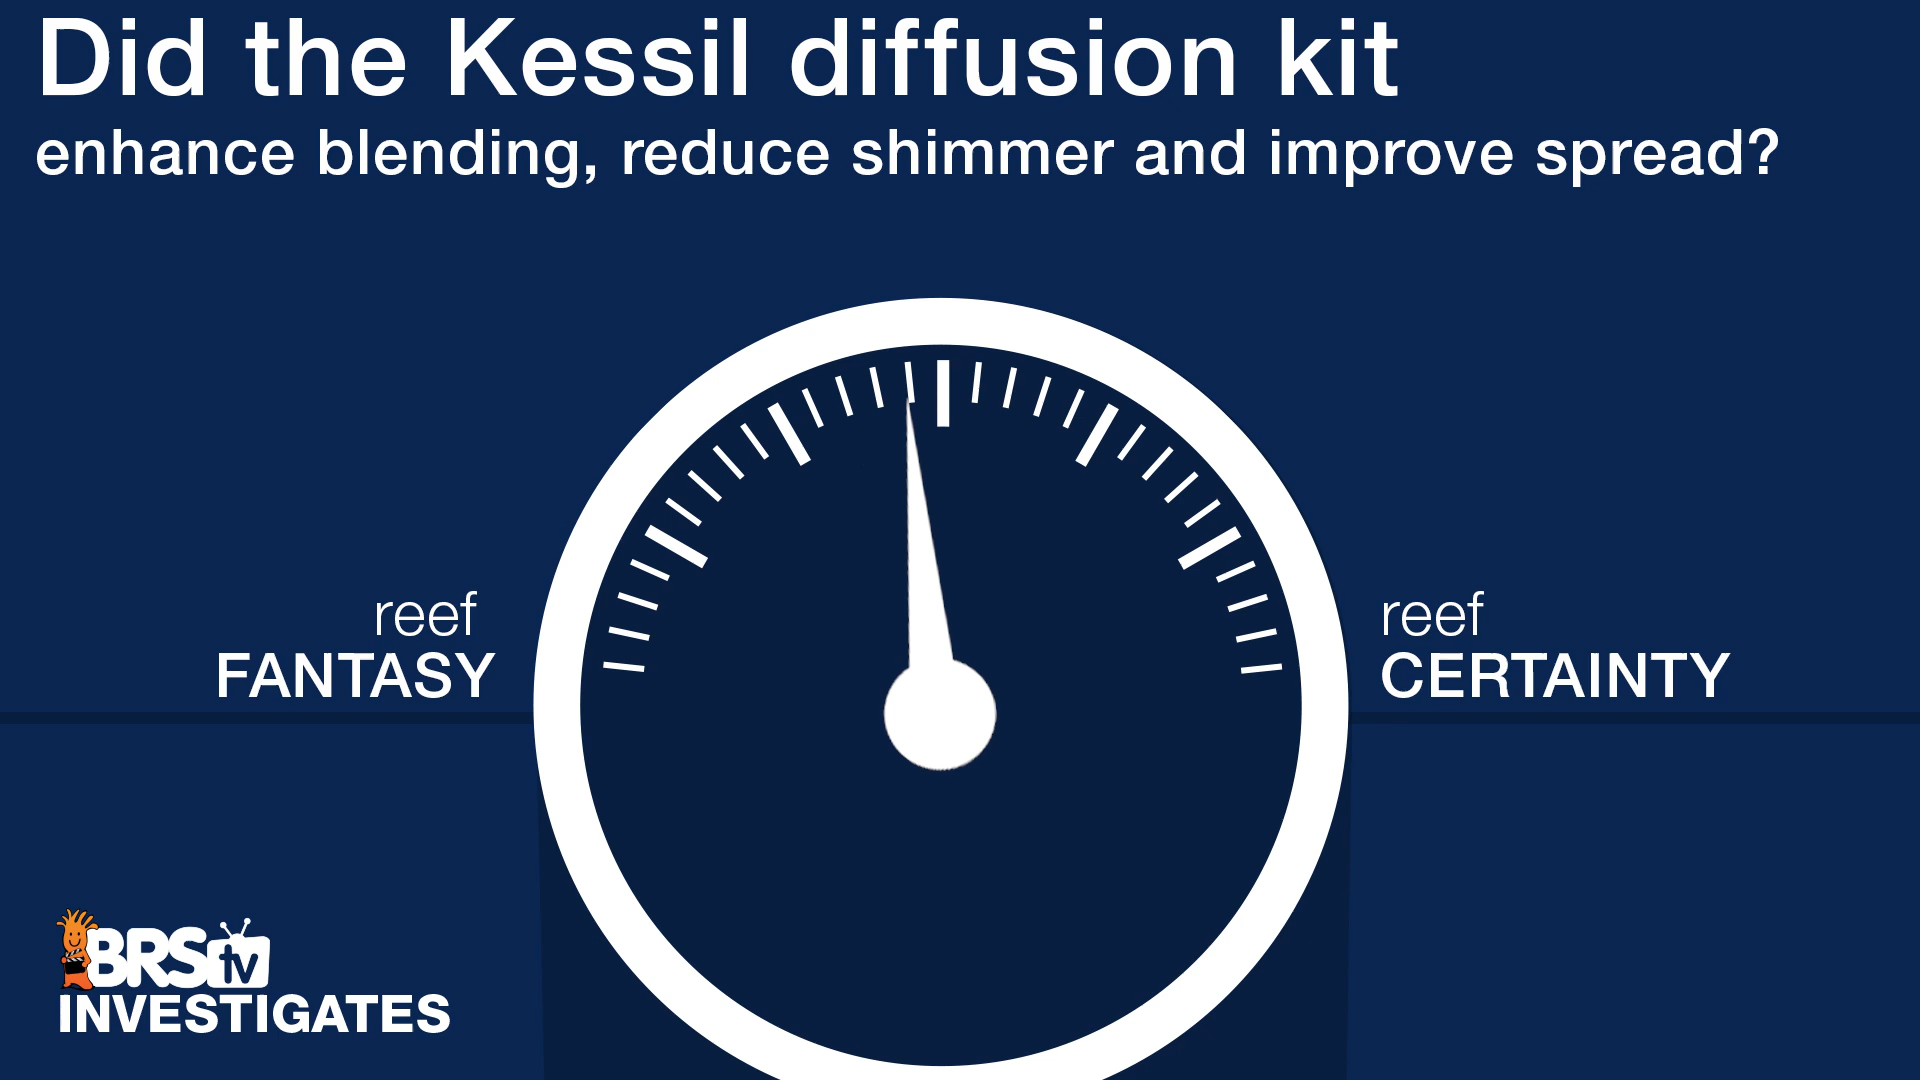 Did the Kessil diffusion kit
enhance blending, reduce shimmer and improve spread?
reef
FANTASY
reef
CERTAINTY
BRStv
INVESTIGATES